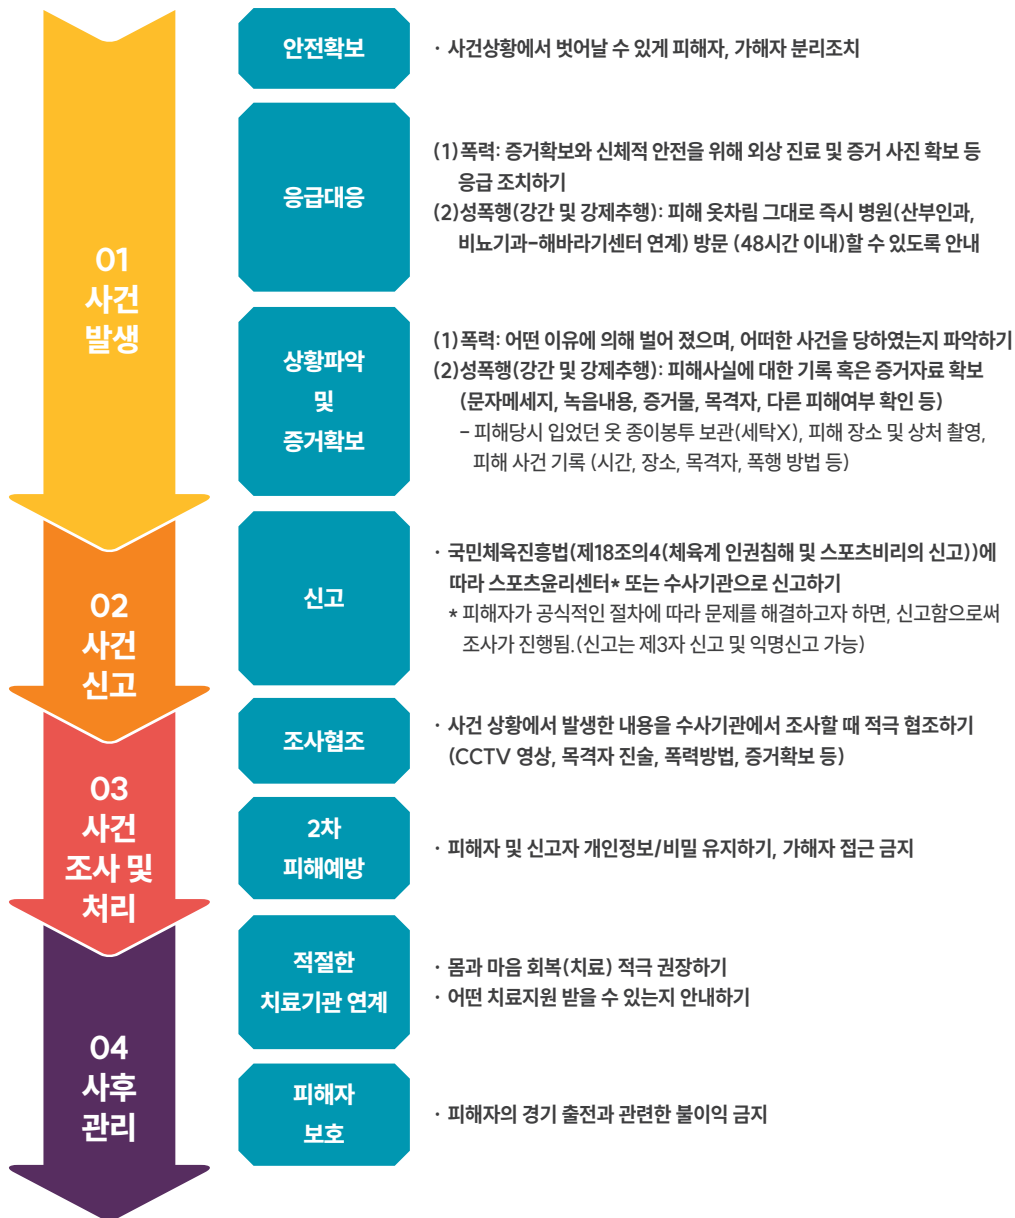 01
사건
발생
안전확보
· 사건상황에서 벗어날 수 있게 피해자, 가해자 분리조치
응급대응
(1)폭력: 증거확보와 신체적 안전을 위해 외상 진료 및 증거 사진 확보 등
응급 조치하기
(2)성폭행(강간 및 강제추행): 피해 옷차림 그대로 즉시 병원(산부인과,
비뇨기과-해바라기센터 연계) 방문 (48시간 이내)할 수 있도록 안내
상황파악
및
증거확보
(1)폭력: 어떤 이유에 의해 벌어 졌으며, 어떠한 사건을 당하였는지 파악하기
(2)성폭행(강간 및 강제추행): 피해사실에 대한 기록 혹은 증거자료 확보
(문자메세지, 녹음내용, 증거물, 목격자, 다른 피해여부 확인 등)
- 피해당시 입었던 옷 종이봉투 보관(세탁X), 피해 장소 및 상처 촬영,
피해 사건 기록 (시간, 장소, 목격자, 폭행 방법 등)
02
사건
신고
신고
· 국민체육진흥법(제18조의4(체육계 인권침해 및 스포츠비리의 신고))에
따라 스포츠윤리센터* 또는 수사기관으로 신고하기
* 피해자가 공식적인 절차에 따라 문제를 해결하고자 하면, 신고함으로써
조사가 진행됨.(신고는 제3자 신고 및 익명신고 가능)
03
사건
조사 및
처리
조사협조
· 사건 상황에서 발생한 내용을 수사기관에서 조사할 때 적극 협조하기
(CCTV 영상, 목격자 진술, 폭력방법, 증거확보 등)
2차
피해예방
· 피해자 및 신고자 개인정보/비밀 유지하기, 가해자 접근 금지
04
사후
관리
적절한
치료기관 연계
· 몸과 마음 회복(치료) 적극 권장하기
· 어떤 치료지원 받을 수 있는지 안내하기
피해자
보호
· 피해자의 경기 출전과 관련한 불이익 금지